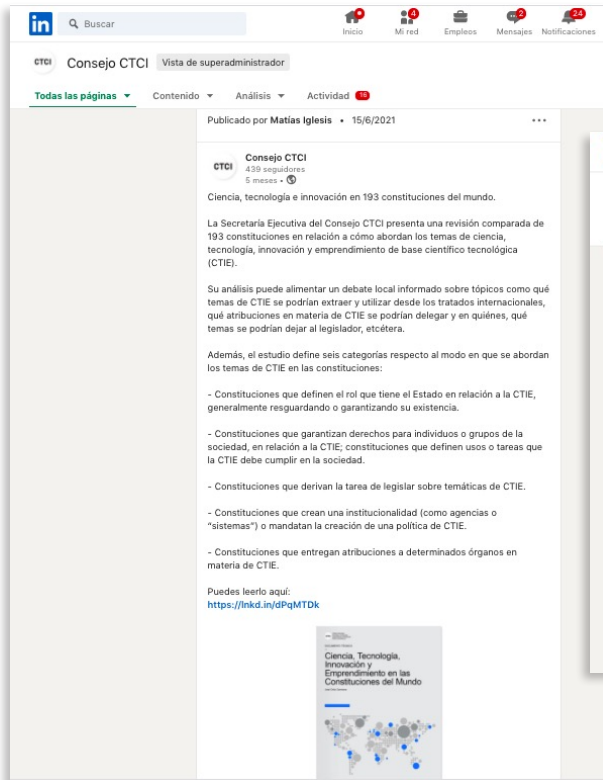 in
Buscar
Inicio
4
Mi red
Empleos
2
Mensajes
24
Notificaciones
CTCI Consejo CTCI Vista de superadministrador
Todas las páginas Contenido Análisis Actividad 16
Publicado por Matías Iglesis • 15/6/2021
CTCI
Consejo CTCI
439 seguidores
5 meses •
Ciencia, tecnología e innovación en 193 constituciones del mundo.
La Secretaría Ejecutiva del Consejo CTCI presenta una revisión comparada de
193 constituciones en relación a cómo abordan los temas de ciencia,
tecnología, innovación y emprendimiento de base científico tecnológica
(CTIE).
Su análisis puede alimentar un debate local informado sobre tópicos como qué
temas de CTIE se podrían extraer y utilizar desde los tratados internacionales,
qué atribuciones en materia de CTIE se podrían delegar y en quiénes, qué
temas se podrían dejar al legislador, etcétera.
Además, el estudio define seis categorías respecto al modo en que se abordan
los temas de CTIE en las constituciones:
- Constituciones que definen el rol que tiene el Estado en relación a la CTIE,
generalmente resguardando o garantizando su existencia.
- Constituciones que garantizan derechos para individuos o grupos de la
sociedad, en relación a la CTIE; constituciones que definen usos o tareas que
la CTIE debe cumplir en la sociedad.
- Constituciones que derivan la tarea de legislar sobre temáticas de CTIE.
- Constituciones que crean una institucionalidad (como agencias o
"sistemas") o mandatan la creación de una política de CTIE.
- Constituciones que entregan atribuciones a determinados órganos en
materia de CTIE.
Puedes leerlo aquí:
https://lnkd.in/dPqMTDk
Ciencia, Tecnología,
Innovación y
Emprendimiento en las
Constituciones del Mundo